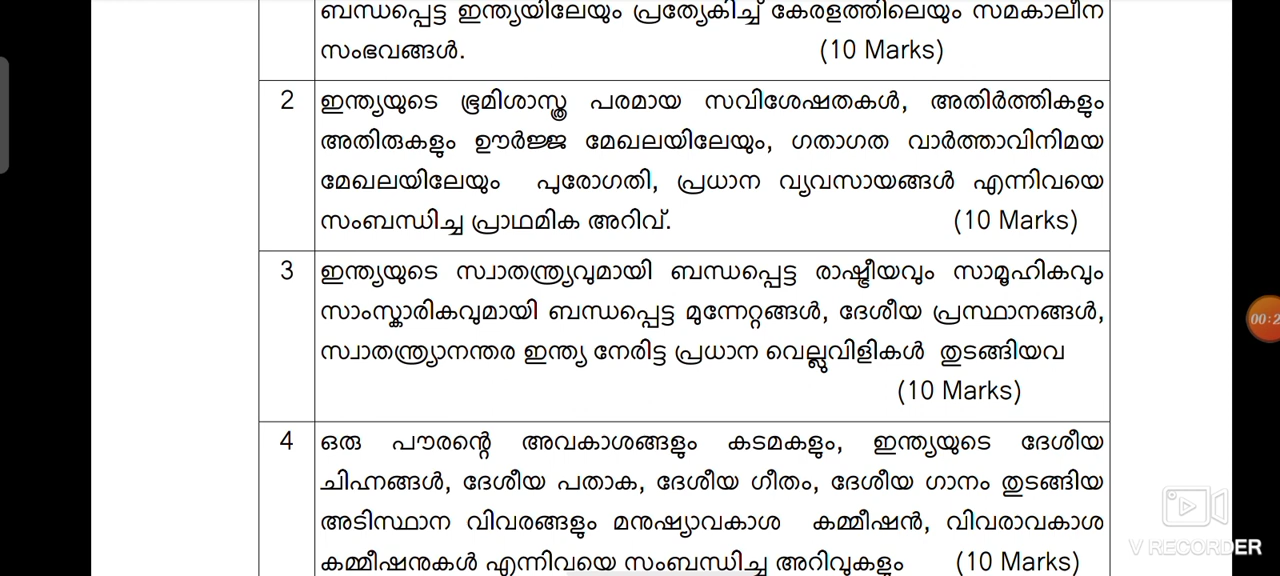 ബന്ധപ്പെട്ട ഇന്ത്യയിലേയും പ്രത്യേകിച്ച് കേരളത്തിലെയും സമകാലീന
സംഭവങ്ങൾ. (10 Marks)
2 ഇന്ത്യയുടെ ഭൂമിശാസ്ത്ര പരമായ സവിശേഷതകൾ, അതിർത്തികളും
അതിരുകളും ഊർജ്ജ മേഖലയിലേയും, ഗതാഗത വാർത്താവിനിമയ
മേഖലയിലേയും പുരോഗതി, പ്രധാന വ്യവസായങ്ങൾ എന്നിവയെ
സംബന്ധിച്ച പ്രാഥമിക അറിവ്. (10 Marks)
3 ഇന്ത്യയുടെ സ്വാതന്ത്ര്യവുമായി ബന്ധപ്പെട്ട രാഷ്ട്രീയവും സാമൂഹികവും
സാംസ്കാരികവുമായി ബന്ധപ്പെട്ട മുന്നേറ്റങ്ങൾ, ദേശീയ പ്രസ്ഥാനങ്ങൾ,
സ്വാതന്ത്ര്യാനന്തര ഇന്ത്യ നേരിട്ട പ്രധാന വെല്ലുവിളികൾ തുടങ്ങിയവ
(10 Marks)
4 ഒരു പൗരന്റെ അവകാശങ്ങളും കടമകളും, ഇന്ത്യയുടെ ദേശീയ
ചിഹ്നങ്ങൾ, ദേശീയ പതാക, ദേശീയ ഗീതം, ദേശീയ ഗാനം തുടങ്ങിയ
അടിസ്ഥാന വിവരങ്ങളും മനുഷ്യാവകാശ കമ്മീഷൻ, വിവരാവകാശ
കമ്മീഷനുകൾ എന്നിവയെ സംബന്ധിച്ച അറിവുകളും (10 Marks)
00:2
V RECORDER